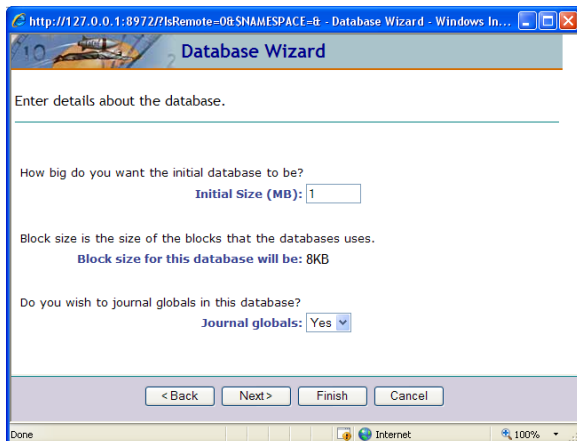 http://127.0.0.1:8972/?IsRemote=0&$NAMESPACE=& - Database Wizard - Windows In...
Database Wizard
Enter details about the database.
How big do you want the initial database to be?
Initial Size (MB): 1
Block size is the size of the blocks that the databases uses.
Block size for this database will be: 8KB
Do you wish to journal globals in this database?
Journal globals: Yes
< Back Next > Finish Cancel
Done Internet 100%